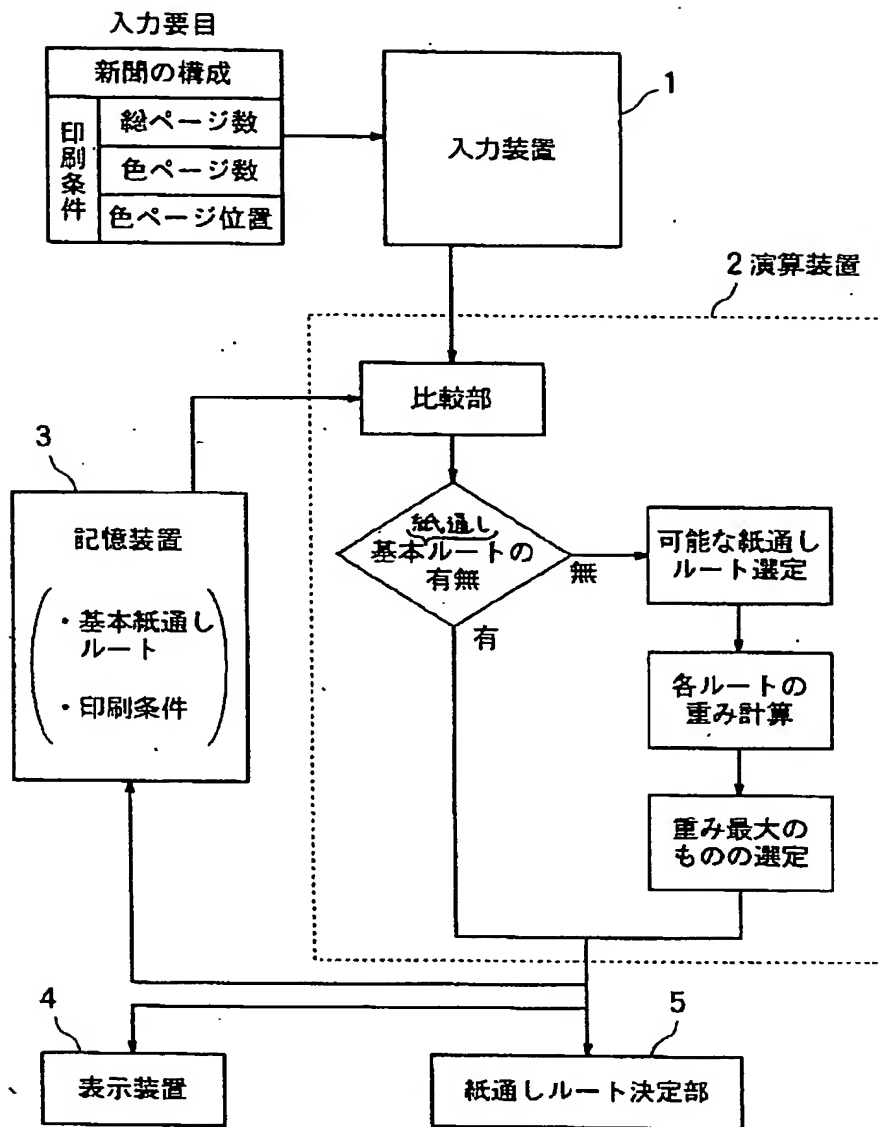 入力要目
新聞の構成
印刷条件
総ページ数
色ページ数
色ページ位置
1
入力装置
2 演算装置
比較部
3
記憶装置
・基本紙通し
ルート
・印刷条件
紙通し
基本ルートの
有無
無
有
可能な紙通し
ルート選定
各ルートの
重み計算
重み最大の
ものの選定
4
表示装置
5
紙通しルート決定部